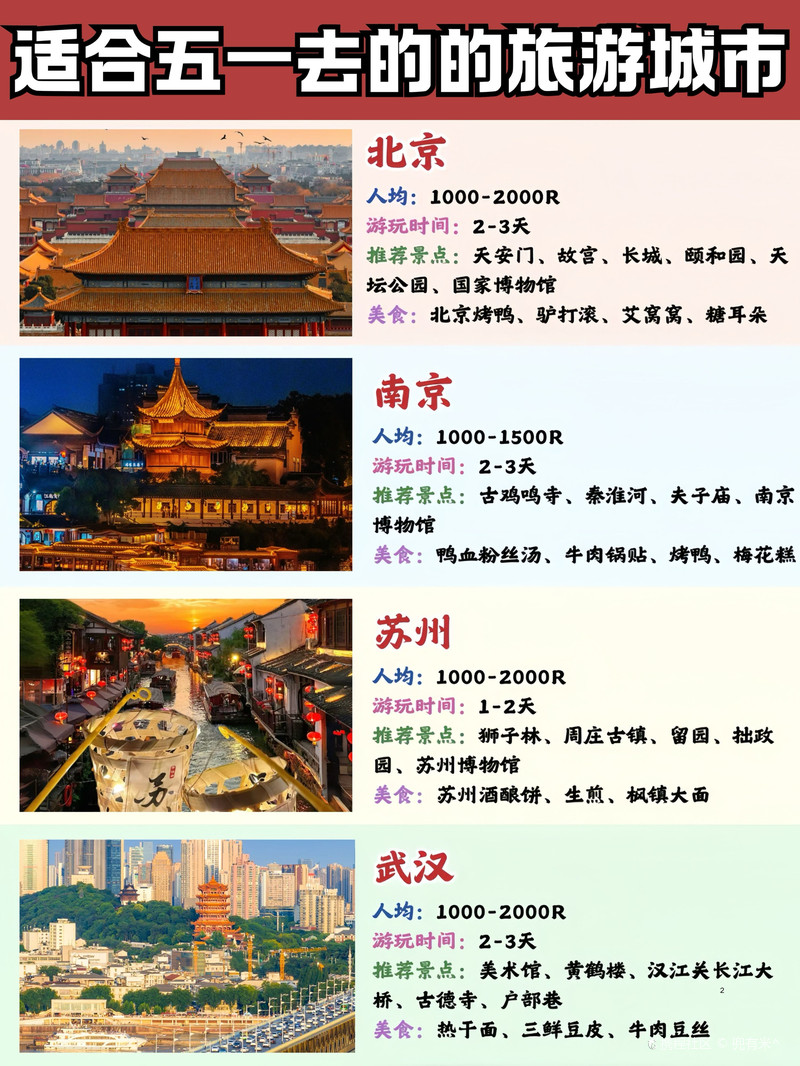 适合五一去的的旅游城市
北京
人均：1000-2000R
游玩时间：2-3天
推荐景点：天安门、故宫、长城、颐和园、天
坛公园、国家博物馆
美食：北京烤鸭、驴打滚、艾窝窝、糖耳朵
南京
人均：1000-1500R
游玩时间：2-3天
推荐景点：古鸡鸣寺、秦淮河、夫子庙、南京
博物馆
美食：鸭血粉丝汤、牛肉锅贴、烤鸭、梅花糕
苏
苏州
人均：1000-2000R
游玩时间：1-2天
推荐景点：狮子林、周庄古镇、留园、拙政
园、苏州博物馆
美食：苏州酒酿饼、生煎、枫镇大面
武汉
人均：1000-2000R
游玩时间：2-3天
推荐景点：美术馆、黄鹤楼、汉江关长江大
桥、古德寺、户部巷
2
美食：热干面、三鲜豆皮、牛肉豆丝